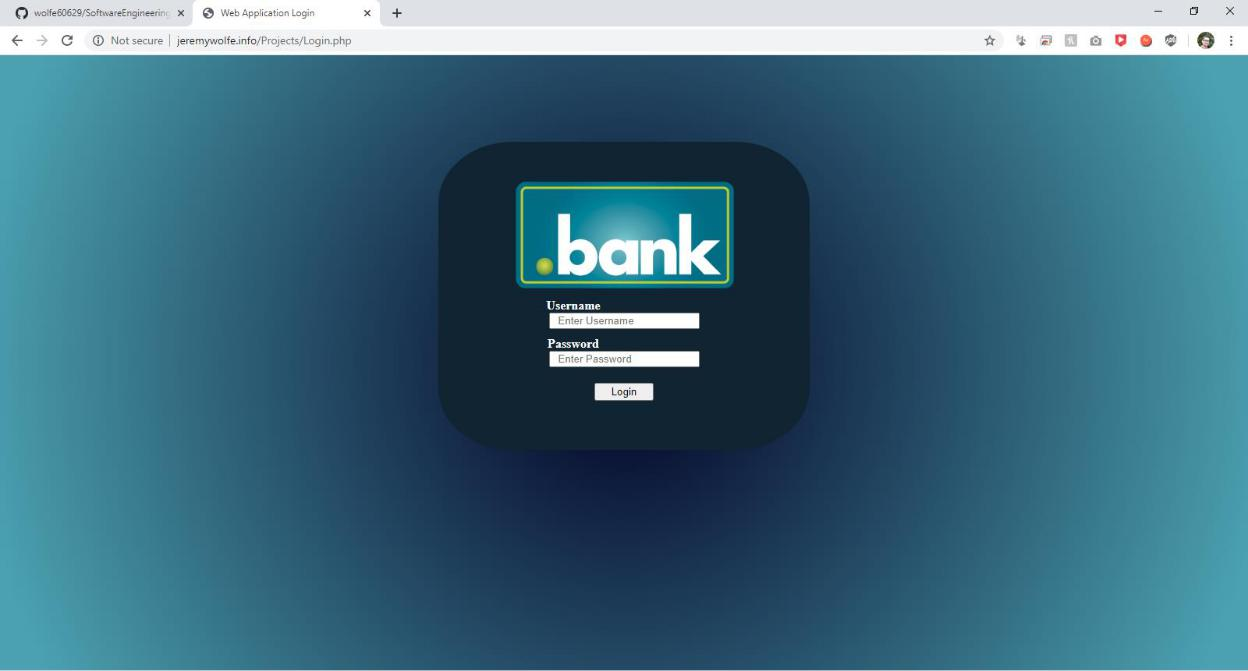 wolfe60629/SoftwareEngineering
Web Application Login
Not secure
jeremywolfe.info/Projects/Login.php
.bank
Username
Enter Username
Password
Enter Password
Login